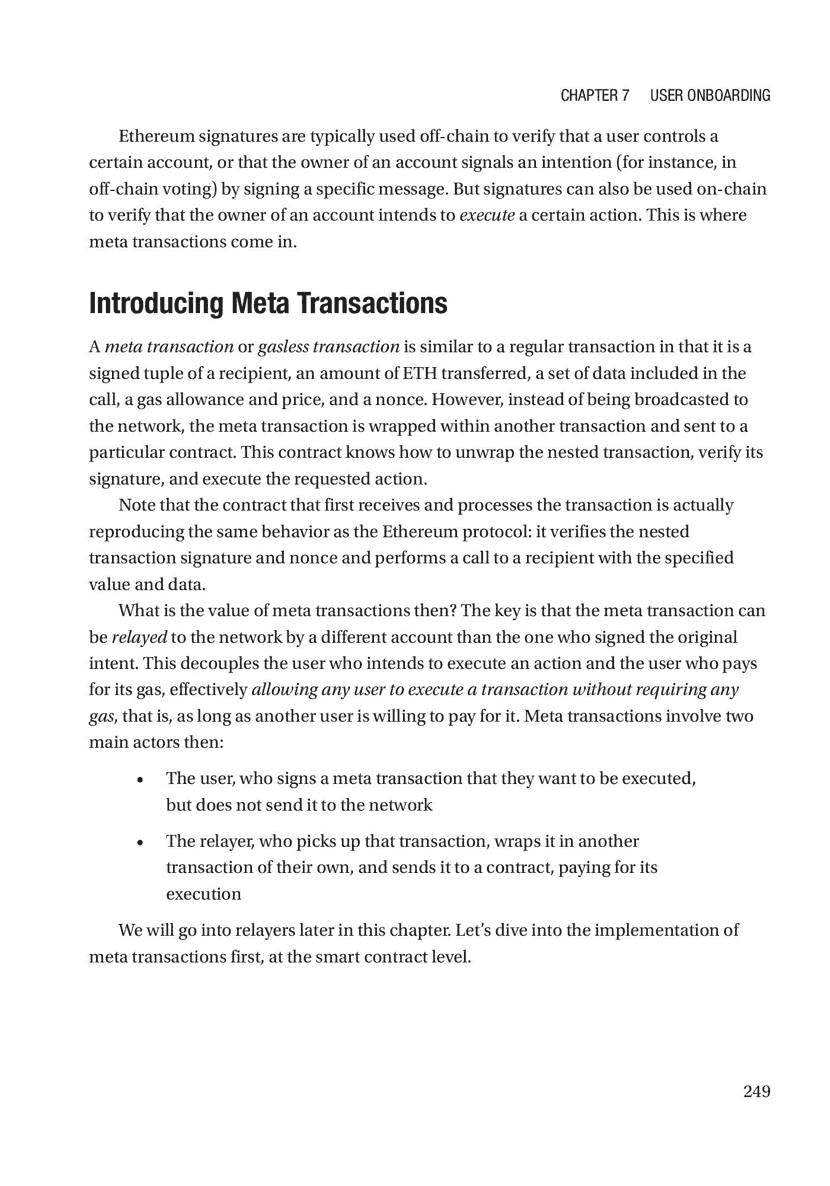 CHAPTER 7 USER ONBOARDING
Ethereum signatures are typically used off-chain to verify that a user controls a
certain account, or that the owner of an account signals an intention (for instance, in
off-chain voting) by signing a specific message. But signatures can also be used on-chain
to verify that the owner of an account intends to execute a certain action. This is where
meta transactions come in.
Introducing Meta Transactions
A meta transaction or gasless transaction is similar to a regular transaction in that it is a
signed tuple of a recipient, an amount of ETH transferred, a set of data included in the
call, a gas allowance and price, and a nonce. However, instead of being broadcasted to
the network, the meta transaction is wrapped within another transaction and sent to a
particular contract. This contract knows how to unwrap the nested transaction, verify its
signature, and execute the requested action.
Note that the contract that first receives and processes the transaction is actually
reproducing the same behavior as the Ethereum protocol: it verifies the nested
transaction signature and nonce and performs a call to a recipient with the specified
value and data.
What is the value of meta transactions then? The key is that the meta transaction can
be relayed to the network by a different account than the one who signed the original
intent. This decouples the user who intends to execute an action and the user who pays
for its gas, effectively allowing any user to execute a transaction without requiring any
gas, that is, as long as another user is willing to pay for it. Meta transactions involve two
main actors then:
• The user, who signs a meta transaction that they want to be executed,
but does not send it to the network
• The relayer, who picks up that transaction, wraps it in another
transaction of their own, and sends it to a contract, paying for its
execution
We will go into relayers later in this chapter. Let’s dive into the implementation of
meta transactions first, at the smart contract level.
249